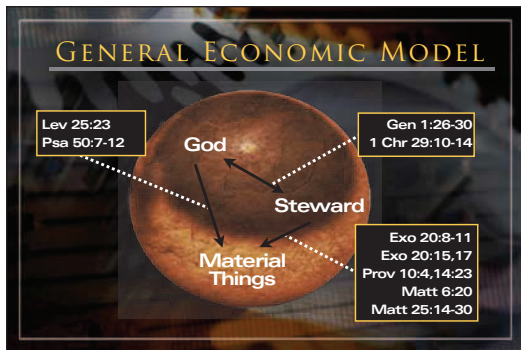 GENERAL ECONOMIC MODEL
Lev 25:23
Psa 50:7-12
Gen 1:26-30
1 Chr 29:10-14
God
Steward
Material
Things
Exo 20:8-11
Exo 20:15,17
Prov 10:4,14:23
Matt 6:20
Matt 25:14-30